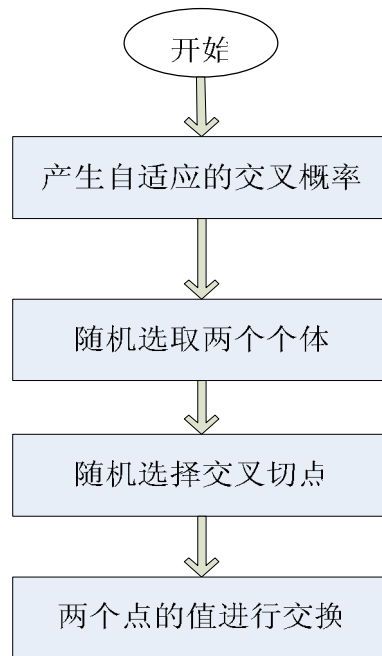 开始
产生自适应的交叉概率
随机选取两个个体
随机选择交叉切点
两个点的值进行交换